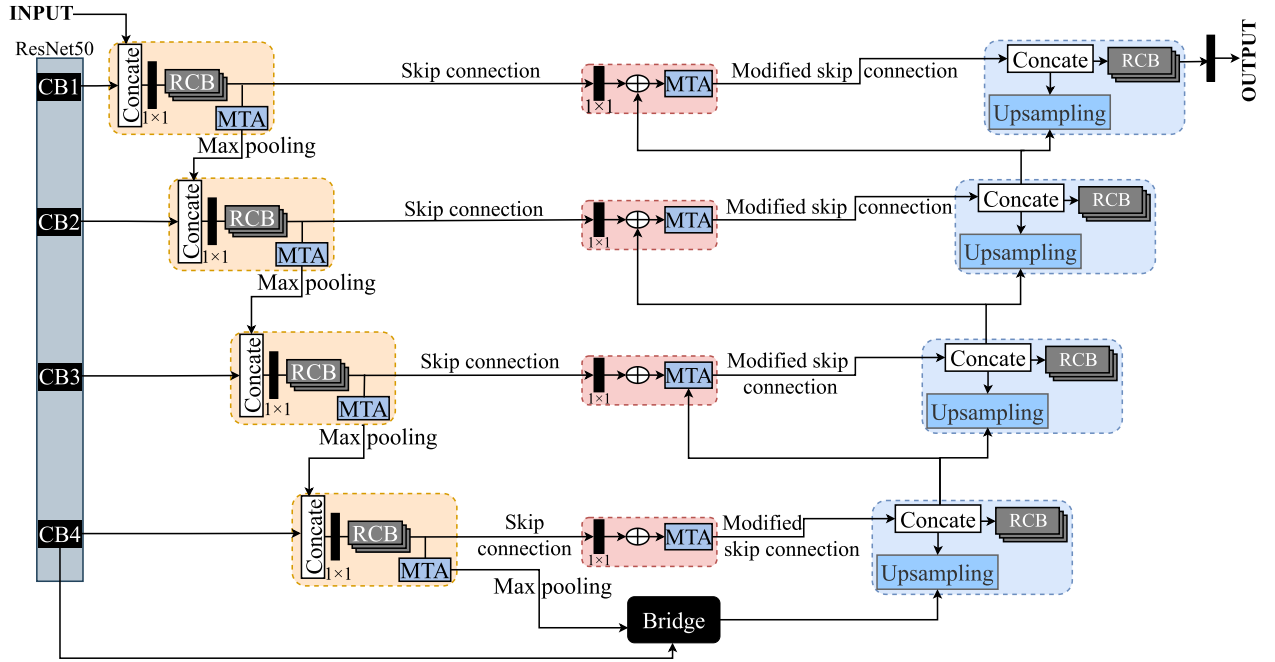 INPUT
ResNet50
CB1
Concate
1×1
RCB
MTA
Max pooling
Skip connection
1×1
MTA
Modified skip connection
Concate
RCB
Upsampling
OUTPUT
CB2
Concate
1×1
RCB
MTA
Max pooling
Skip connection
1×1
MTA
Modified skip connection
Concate
RCB
Upsampling
CB3
Concate
1×1
RCB
MTA
Max pooling
Skip connection
1×1
MTA
Modified skip
connection
Concate
RCB
Upsampling
CB4
Concate
1×1
RCB
MTA
Max pooling
Skip
connection
1×1
MTA
Modified
skip connection
Concate
RCB
Upsampling
Bridge